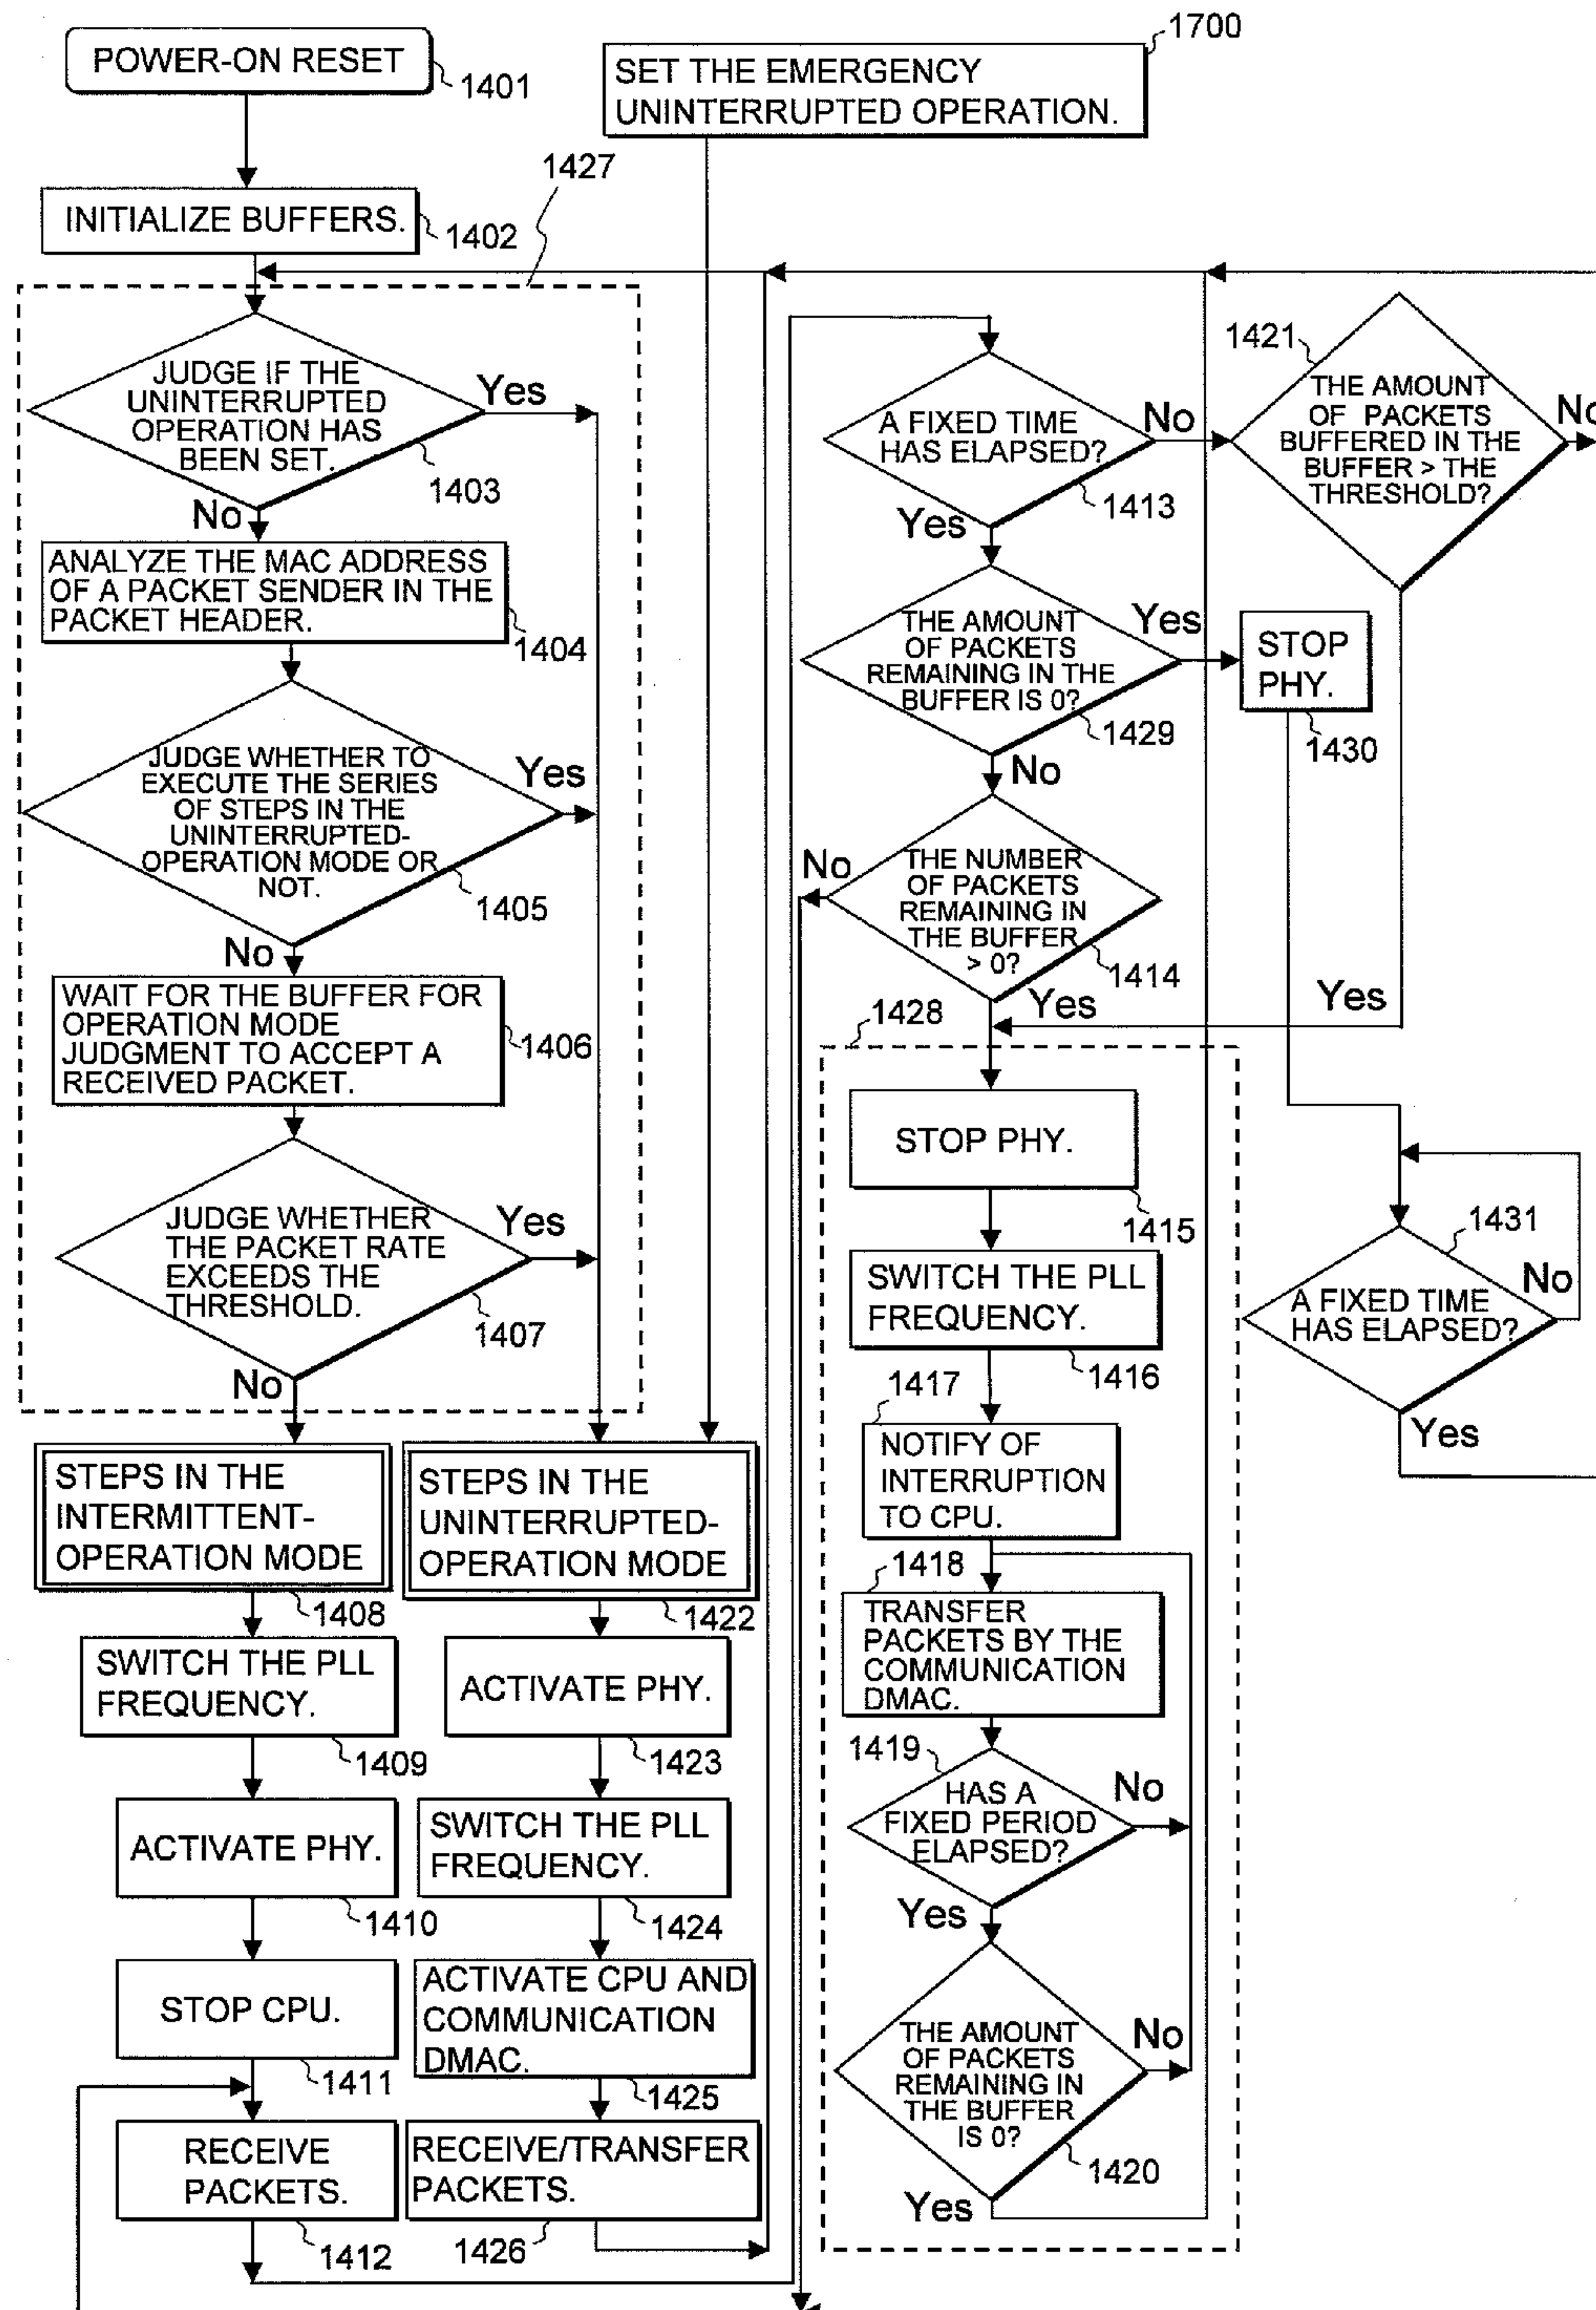 POWER-ON RESET
1401
SET THE EMERGENCY
UNINTERRUPTED OPERATION.
1700
INITIALIZE BUFFERS.
1402
1427
JUDGE IF THE
UNINTERRUPTED
OPERATION HAS
BEEN SET.
Yes
1403
No
ANALYZE THE MAC ADDRESS
OF A PACKET SENDER IN THE
PACKET HEADER.
1404
JUDGE WHETHER TO
EXECUTE THE SERIES
OF STEPS IN THE
UNINTERRUPTED-
OPERATION MODE OR
NOT.
Yes
1405
No
WAIT FOR THE BUFFER FOR
OPERATION MODE
JUDGMENT TO ACCEPT A
RECEIVED PACKET.
1406
JUDGE WHETHER
THE PACKET RATE
EXCEEDS THE
THRESHOLD.
Yes
1407
No
STEPS IN THE
INTERMITTENT-
OPERATION MODE
1408
SWITCH THE PLL
FREQUENCY.
1409
ACTIVATE PHY.
1410
STOP CPU.
1411
RECEIVE
PACKETS.
1412
STEPS IN THE
UNINTERRUPTED-
OPERATION MODE
1422
ACTIVATE PHY.
1423
SWITCH THE PLL
FREQUENCY.
1424
ACTIVATE CPU AND
COMMUNICATION
DMAC.
1425
RECEIVE/TRANSFER
PACKETS.
1426
A FIXED TIME
HAS ELAPSED?
No
1413
Yes
THE AMOUNT
OF PACKETS
REMAINING IN THE
BUFFER IS 0?
Yes
1429
No
THE NUMBER
OF PACKETS
REMAINING IN
THE BUFFER
> 0?
No
1414
Yes
1428
STOP PHY.
1415
SWITCH THE PLL
FREQUENCY.
1416
1417
NOTIFY OF
INTERRUPTION
TO CPU.
1418
TRANSFER
PACKETS BY THE
COMMUNICATION
DMAC.
1419
HAS A
FIXED PERIOD
ELAPSED?
No
Yes
THE AMOUNT
OF PACKETS
REMAINING IN
THE BUFFER
IS 0?
No
1420
Yes
1421
THE AMOUNT
OF PACKETS
BUFFERED IN THE
BUFFER > THE
THRESHOLD?
No
Yes
STOP
PHY.
1430
1431
A FIXED TIME
HAS ELAPSED?
No
Yes